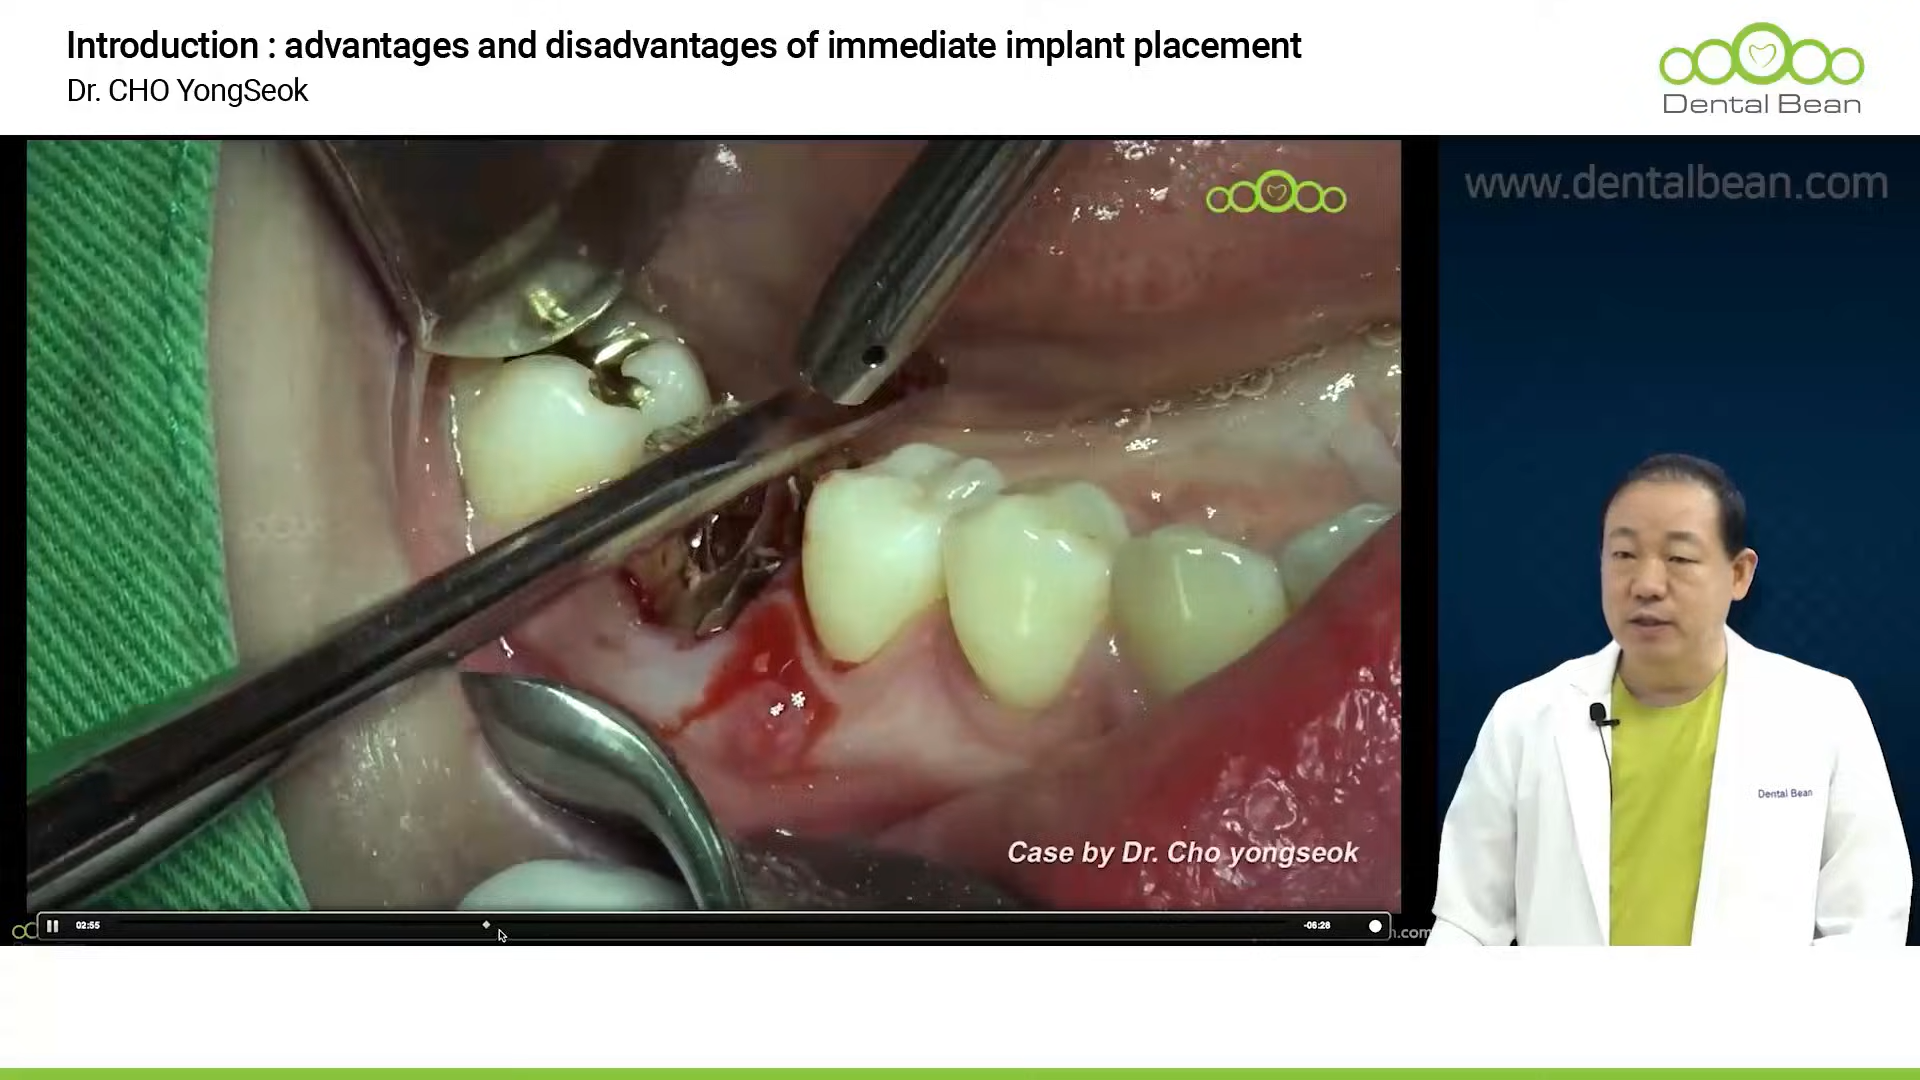 Introduction : advantages and disadvantages of immediate implant placement
Dr. CHO YongSeok
Dental Bean
www.dentalbean.com
Dental Bean
Case by Dr. Cho yongseok
02:55
-06:28
n.com